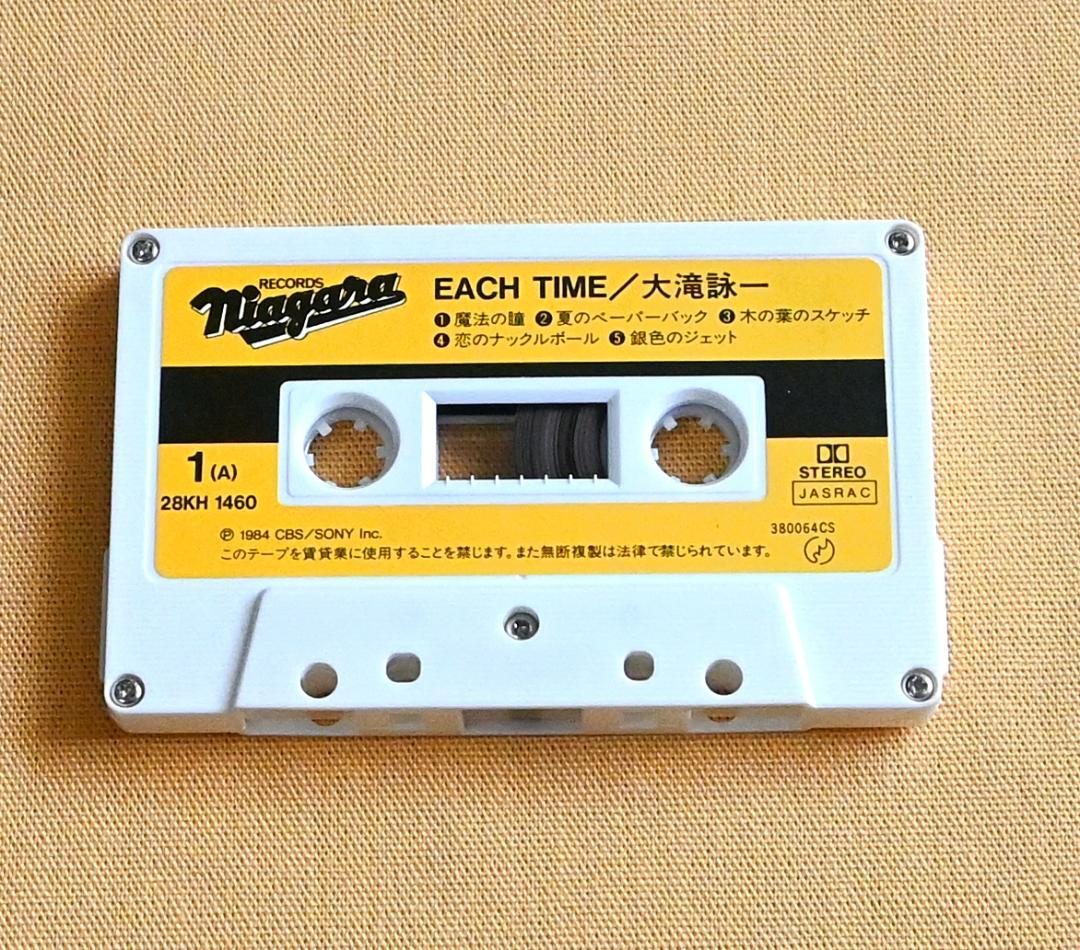 RECORDS
Niagara
EACH TIME／大滝詠一
❶魔法の瞳 ❷夏のペーパーバック ❸木の葉のスケッチ
❹恋のナックルボール ❺銀色のジェット
1(A)
28KH 1460
STEREO
JASRAC
℗ 1984 CBS／SONY Inc.
380064CS
このテープを賃貸業に使用することを禁じます。また無断複製は法律で禁じられています。